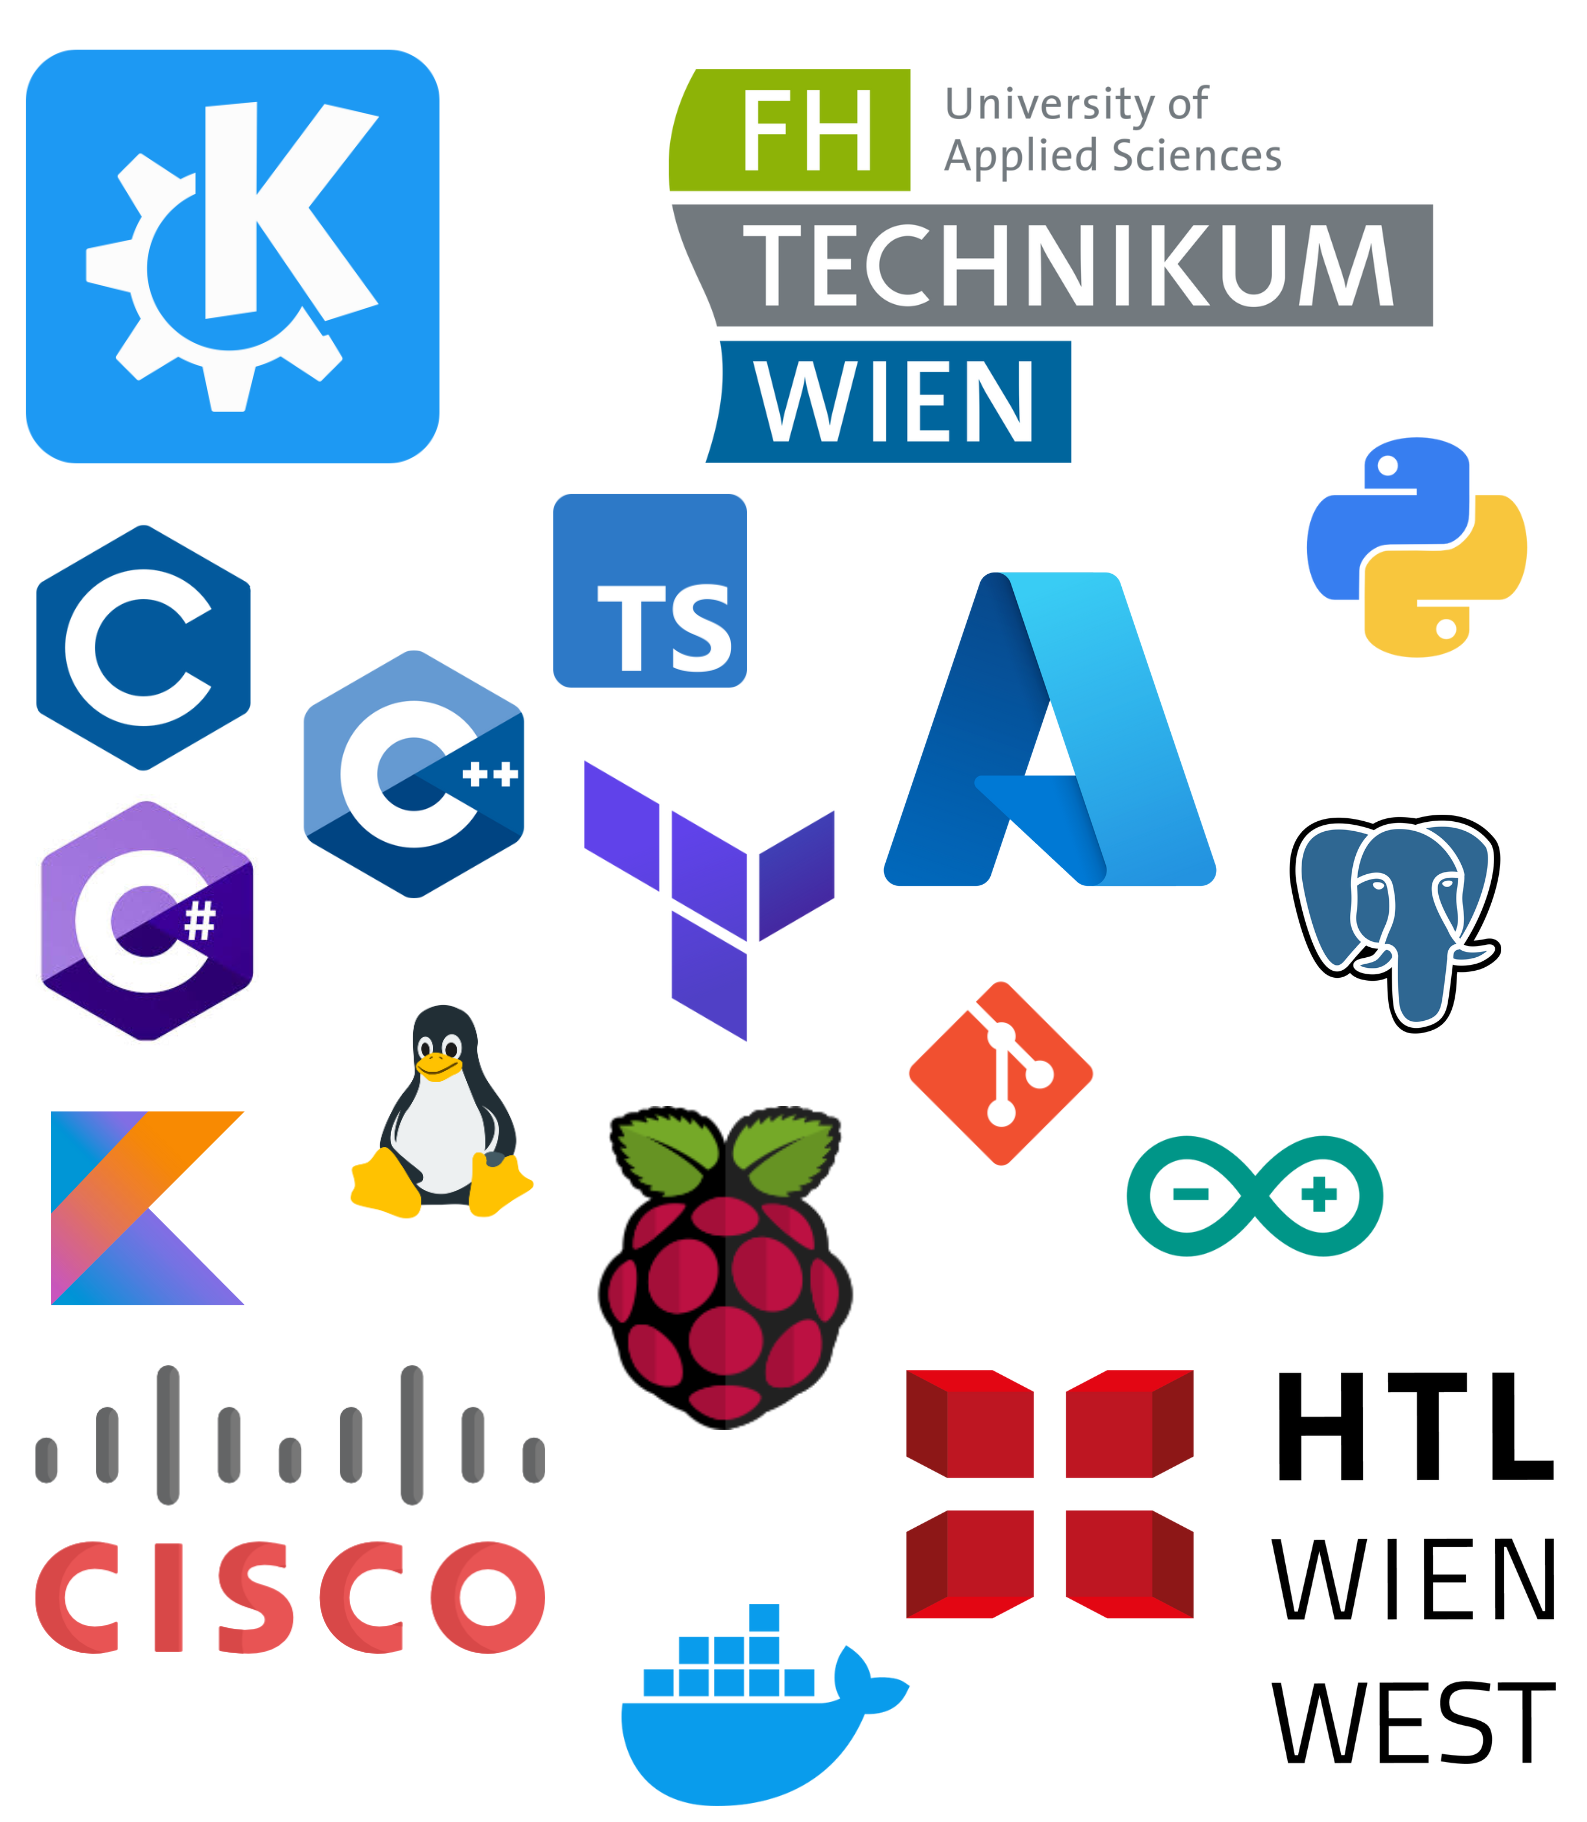 K
FH
University of
Applied Sciences
TECHNIKUM
WIEN
TS
C
C++
C#
CISCO
HTL
WIEN
WEST